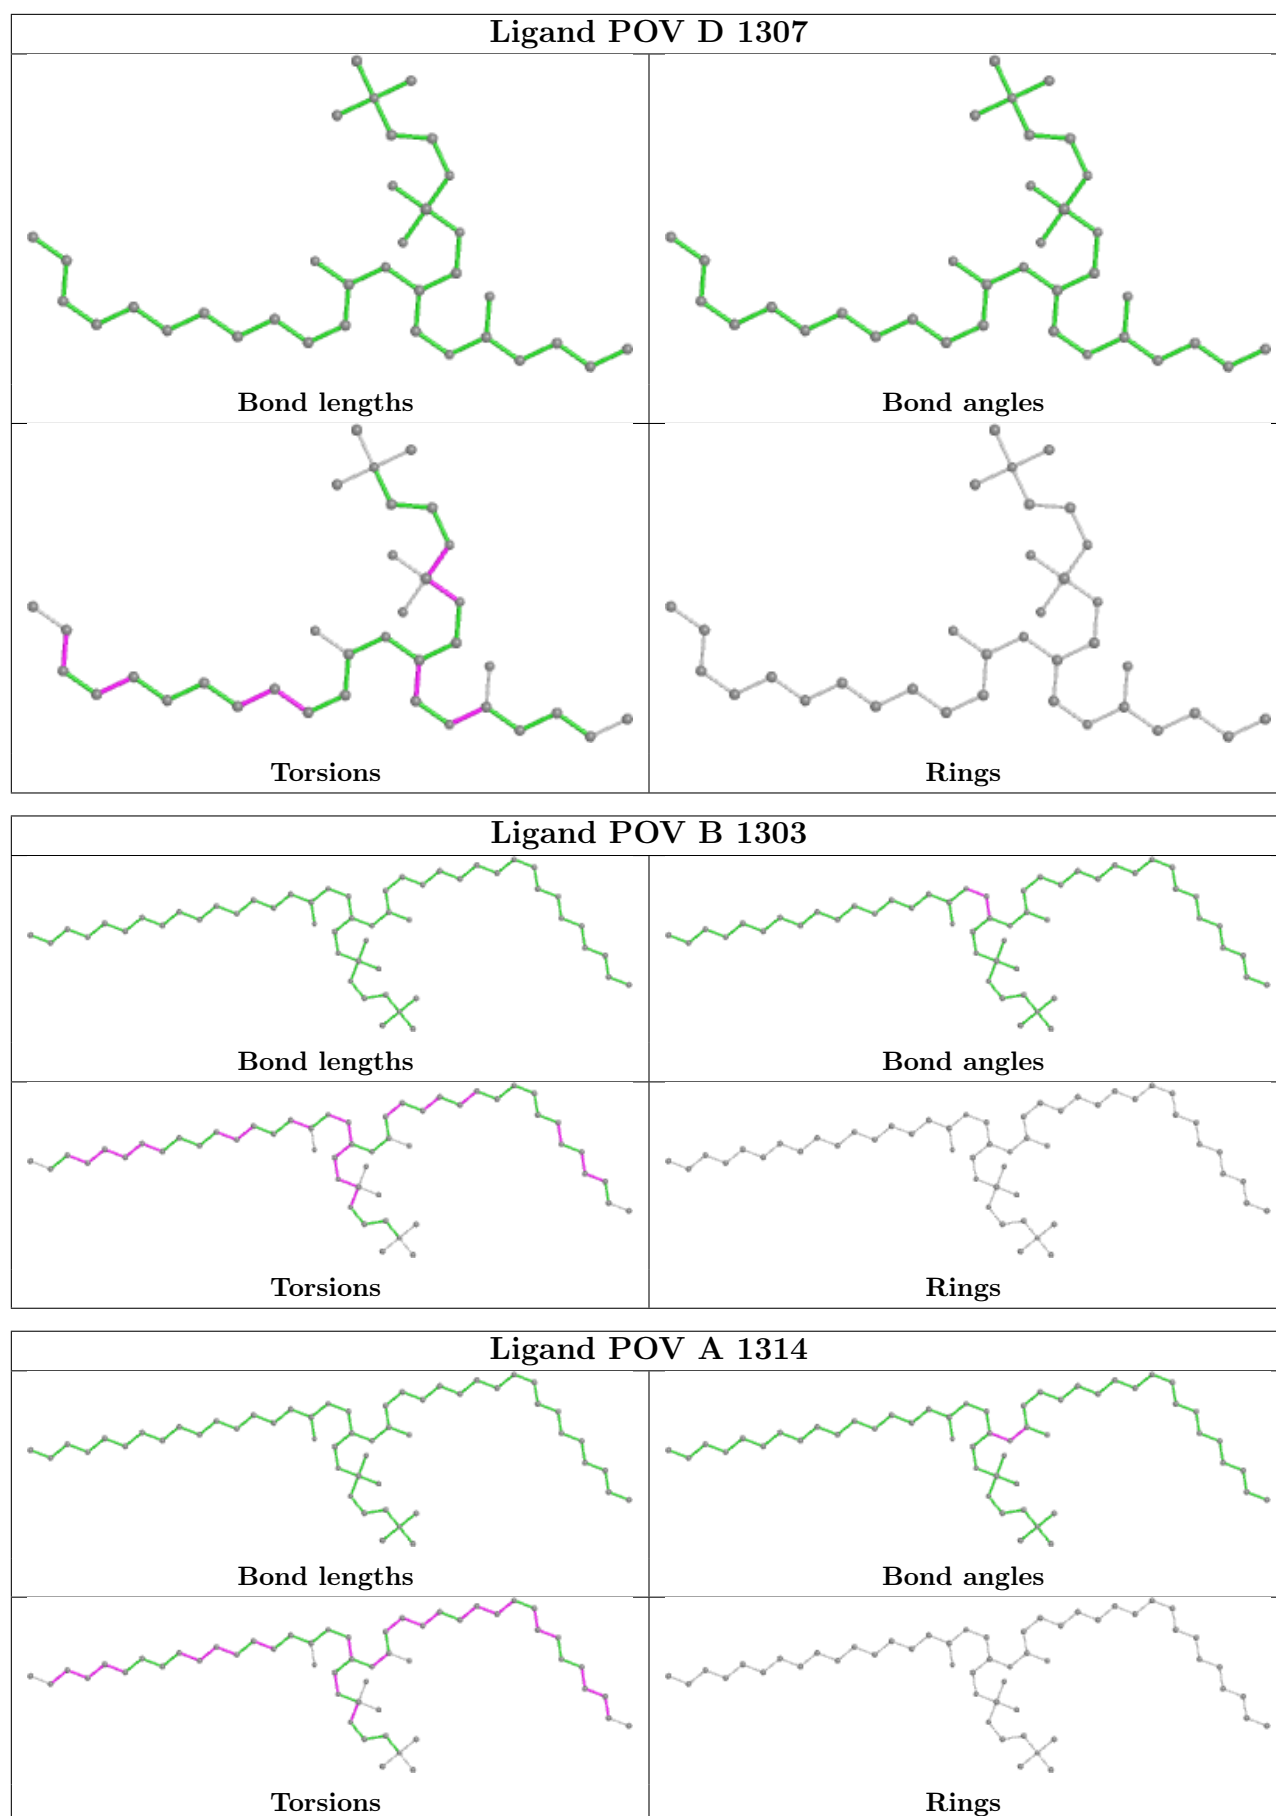 Ligand POV D 1307
Bond lengths
Bond angles
Torsions
Rings
Ligand POV B 1303
Bond lengths
Bond angles
Torsions
Rings
Ligand POV A 1314
Bond lengths
Bond angles
Torsions
Rings